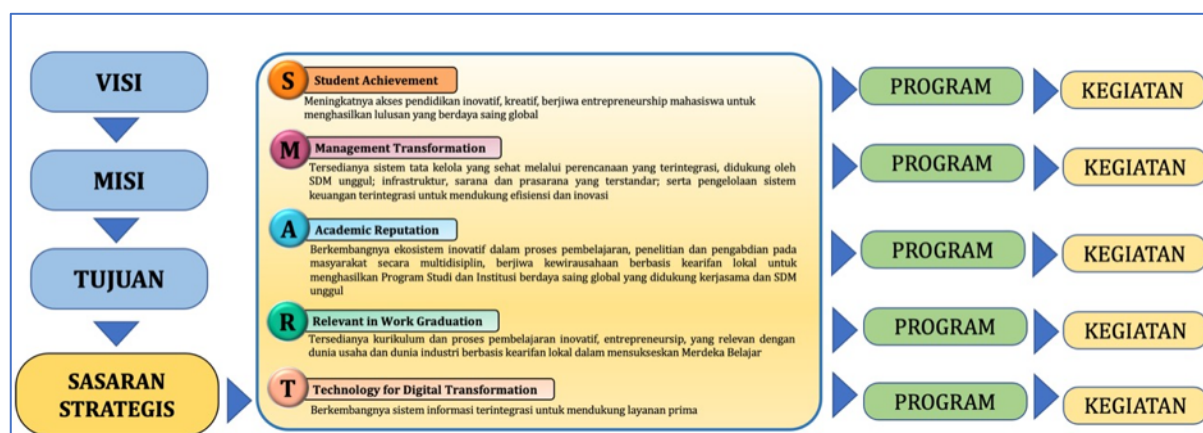 VISI
MISI
TUJUAN
SASARAN
STRATEGIS
S Student Achievement
Meningkatnya akses pendidikan inovatif, kreatif, berjiwa entrepreneurship mahasiswa untuk
menghasilkan lulusan yang berdaya saing global
M Management Transformation
Tersedianya sistem tata kelola yang sehat melalui perencanaan yang terintegrasi, didukung oleh
SDM unggul; infrastruktur, sarana dan prasarana yang terstandar; serta pengelolaan sistem
keuangan terintegrasi untuk mendukung efisiensi dan inovasi
A Academic Reputation
Berkembangnya ekosistem inovatif dalam proses pembelajaran, penelitian dan pengabdian pada
masyarakat secara multidisiplin, berjiwa kewirausahaan berbasis kearifan lokal untuk
menghasilkan Program Studi dan Institusi berdaya saing global yang didukung kerjasama dan SDM
unggul
R Relevant in Work Graduation
Tersedianya kurikulum dan proses pembelajaran inovatif, entrepreneursip, yang relevan dengan
dunia usaha dan dunia industri berbasis kearifan lokal dalam mensukseskan Merdeka Belajar
T Technology for Digital Transformation
Berkembangnya sistem informasi terintegrasi untuk mendukung layanan prima
PROGRAM
KEGIATAN
PROGRAM
KEGIATAN
PROGRAM
KEGIATAN
PROGRAM
KEGIATAN
PROGRAM
KEGIATAN